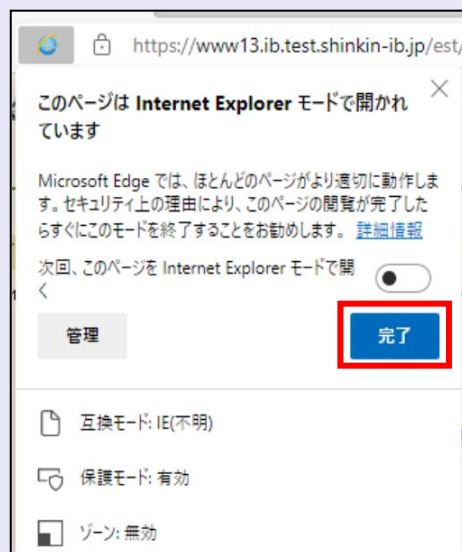 https://www13.ib.test.shinkin-ib.jp/est/
このページは Internet Explorer モードで開かれ
ています
Microsoft Edge では、ほとんどのページがより適切に動作しま
す。セキュリティ上の理由により、このページの閲覧が完了した
らすぐにこのモードを終了することをお勧めします。 詳細情報
次回、このページを Internet Explorer モードで開
く
管理
完了
互換モード: IE(不明)
保護モード: 有効
ゾーン: 無効